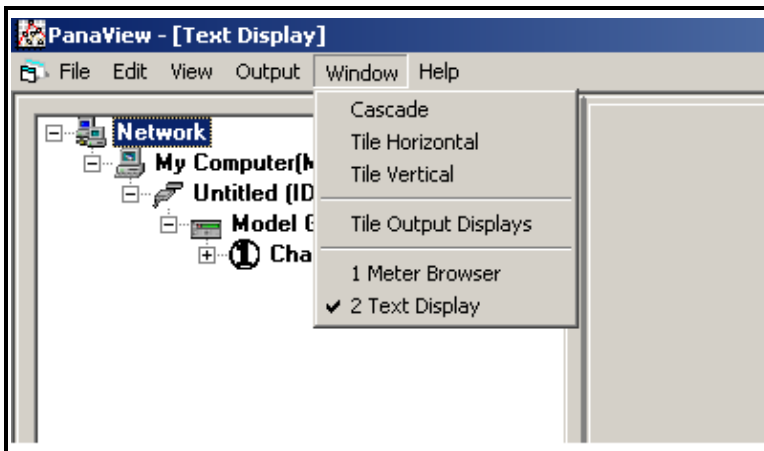 PanaView - [Text Display]
File Edit View Output Window Help
Cascade
Tile Horizontal
Tile Vertical
Tile Output Displays
1 Meter Browser
✔ 2 Text Display
Network
My Computer(
Untitled (ID
Model
1 Cha